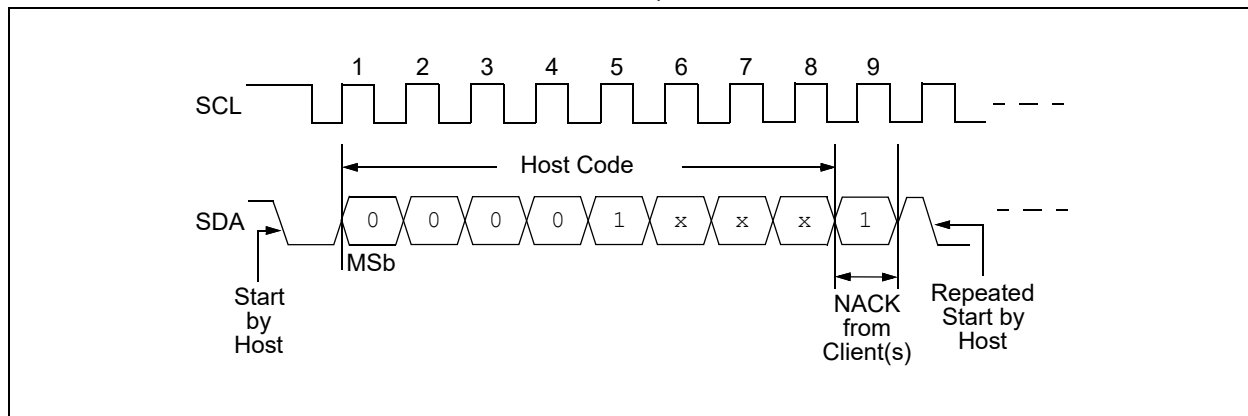 1 2 3 4 5 6 7 8 9
SCL
Host Code
SDA
0 0 0 0 1 x x x 1
MSb
Start
by
Host
NACK
from
Client(s)
Repeated
Start by
Host